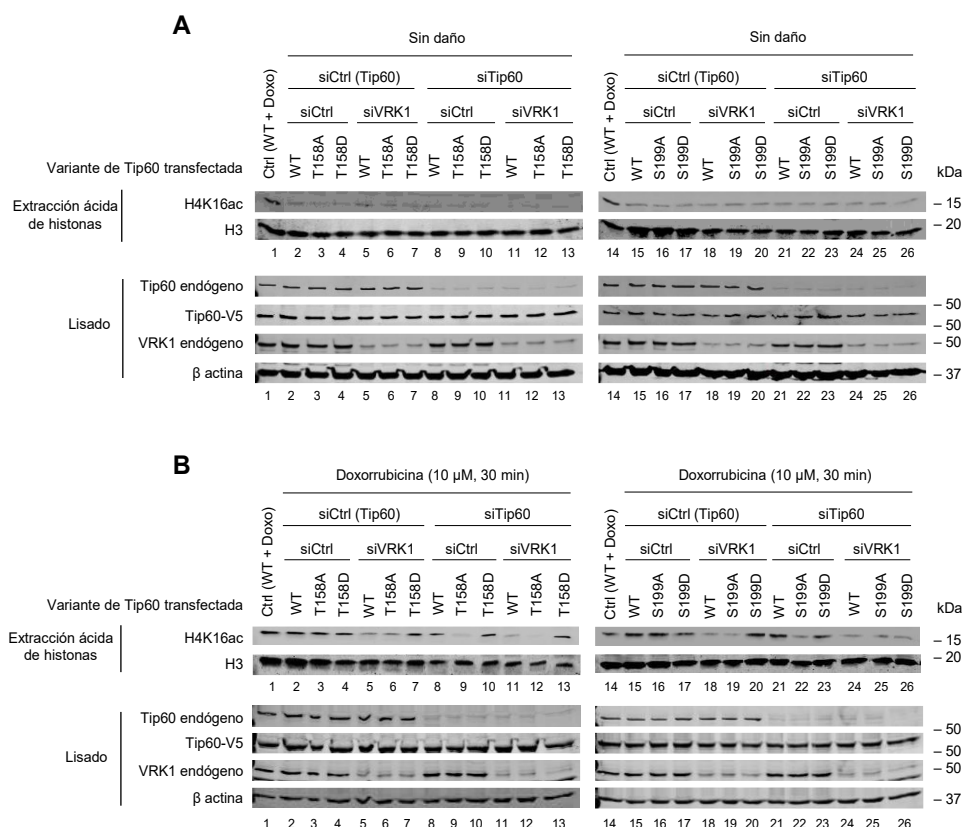 A
Sin daño
Sin daño
siCtrl (Tip60)
siTip60
siCtrl (Tip60)
siTip60
siCtrl
siVRK1
siCtrl
siVRK1
siCtrl
siVRK1
siCtrl
siVRK1
Variante de Tip60 transfectada
Ctrl (WT + Doxo)
WT
T158A
T158D
WT
T158A
T158D
WT
T158A
T158D
WT
T158A
T158D
Ctrl (WT + Doxo)
WT
S199A
S199D
WT
S199A
S199D
WT
S199A
S199D
WT
S199A
S199D
kDa
Extracción ácida
de histonas
H4K16ac
– 15
H3
– 20
1 2 3 4 5 6 7 8 9 10 11 12 13
14 15 16 17 18 19 20 21 22 23 24 25 26
Lisado
Tip60 endógeno
– 50
Tip60-V5
– 50
VRK1 endógeno
– 50
β actina
– 37
1 2 3 4 5 6 7 8 9 10 11 12 13
14 15 16 17 18 19 20 21 22 23 24 25 26
B
Doxorrubicina (10 µM, 30 min)
Doxorrubicina (10 µM, 30 min)
siCtrl (Tip60)
siTip60
siCtrl (Tip60)
siTip60
siCtrl
siVRK1
siCtrl
siVRK1
siCtrl
siVRK1
siCtrl
siVRK1
Variante de Tip60 transfectada
Ctrl (WT + Doxo)
WT
T158A
T158D
WT
T158A
T158D
WT
T158A
T158D
WT
T158A
T158D
Ctrl (WT + Doxo)
WT
S199A
S199D
WT
S199A
S199D
WT
S199A
S199D
WT
S199A
S199D
kDa
Extracción ácida
de histonas
H4K16ac
– 15
H3
– 20
1 2 3 4 5 6 7 8 9 10 11 12 13
14 15 16 17 18 19 20 21 22 23 24 25 26
Lisado
Tip60 endógeno
– 50
Tip60-V5
– 50
VRK1 endógeno
– 50
β actina
– 37
1 2 3 4 5 6 7 8 9 10 11 12 13
14 15 16 17 18 19 20 21 22 23 24 25 26